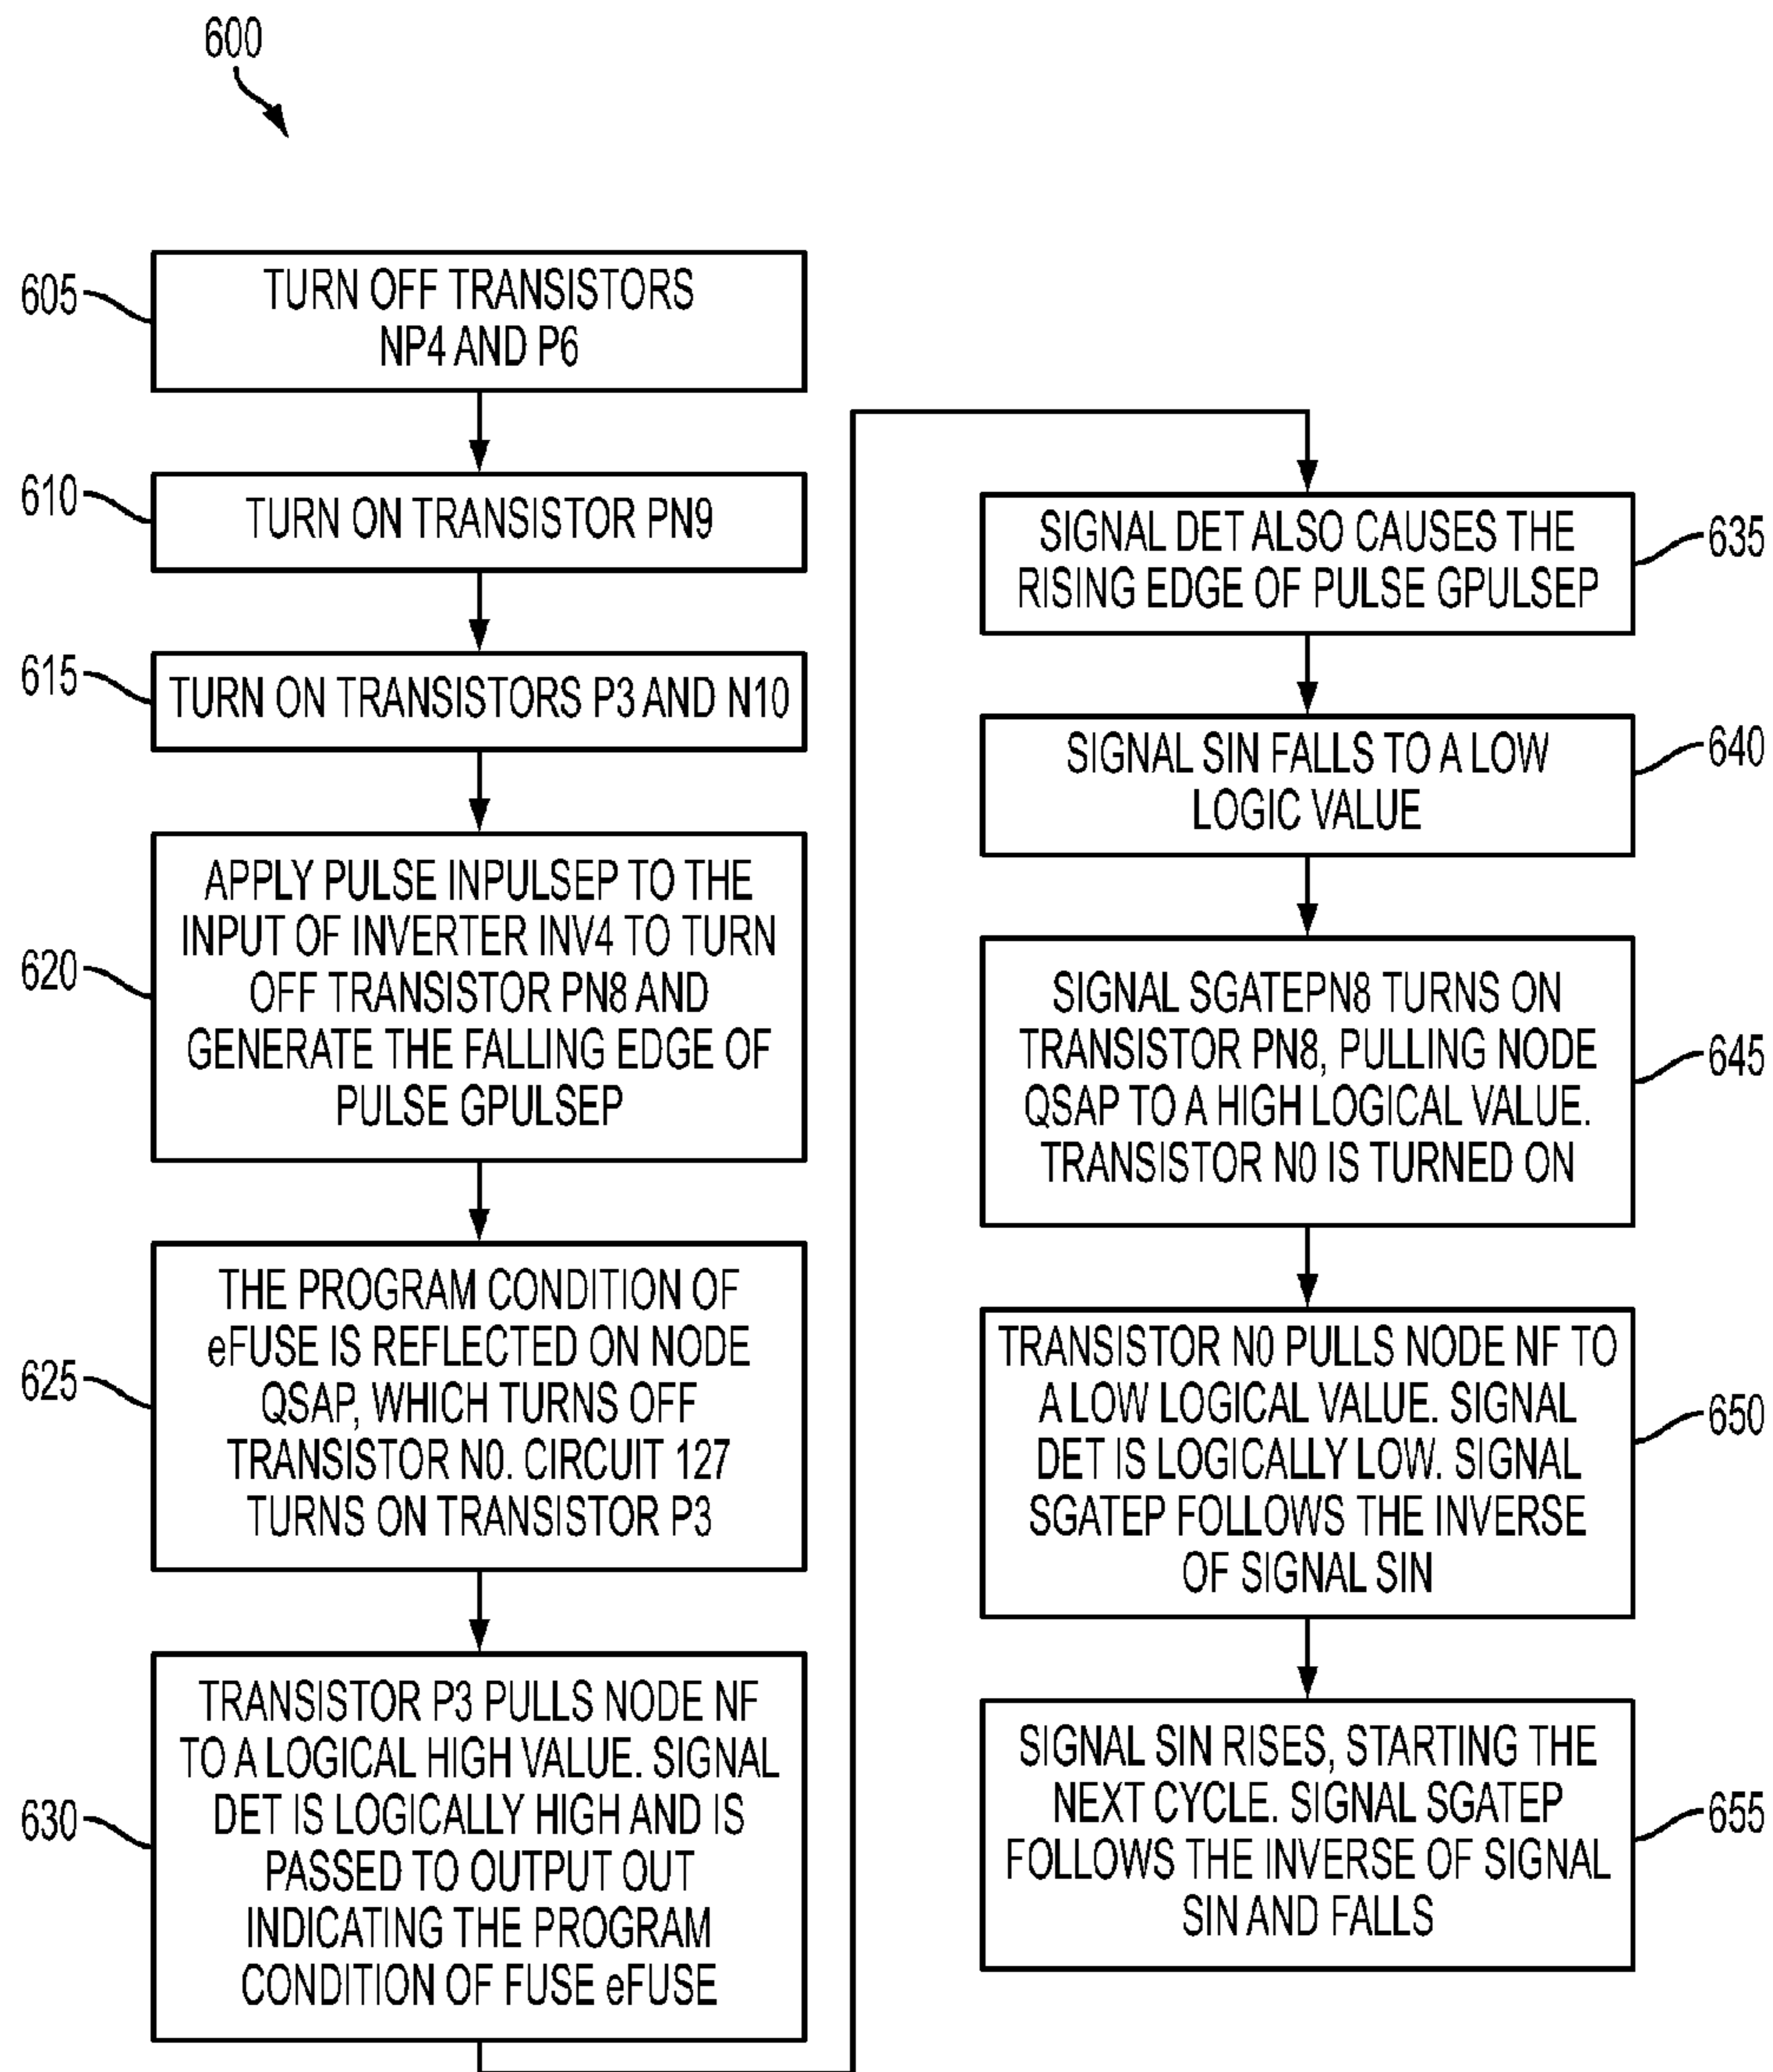 600
605
TURN OFF TRANSISTORS
NP4 AND P6
610
TURN ON TRANSISTOR PN9
615
TURN ON TRANSISTORS P3 AND N10
620
APPLY PULSE INPULSEP TO THE
INPUT OF INVERTER INV4 TO TURN
OFF TRANSISTOR PN8 AND
GENERATE THE FALLING EDGE OF
PULSE GPULSEP
625
THE PROGRAM CONDITION OF
eFUSE IS REFLECTED ON NODE
QSAP, WHICH TURNS OFF
TRANSISTOR N0. CIRCUIT 127
TURNS ON TRANSISTOR P3
630
TRANSISTOR P3 PULLS NODE NF
TO A LOGICAL HIGH VALUE. SIGNAL
DET IS LOGICALLY HIGH AND IS
PASSED TO OUTPUT OUT
INDICATING THE PROGRAM
CONDITION OF FUSE eFUSE
SIGNAL DET ALSO CAUSES THE
RISING EDGE OF PULSE GPULSEP
635
SIGNAL SIN FALLS TO A LOW
LOGIC VALUE
640
SIGNAL SGATEPN8 TURNS ON
TRANSISTOR PN8, PULLING NODE
QSAP TO A HIGH LOGICAL VALUE.
TRANSISTOR N0 IS TURNED ON
645
TRANSISTOR N0 PULLS NODE NF TO
A LOW LOGICAL VALUE. SIGNAL
DET IS LOGICALLY LOW. SIGNAL
SGATEP FOLLOWS THE INVERSE
OF SIGNAL SIN
650
SIGNAL SIN RISES, STARTING THE
NEXT CYCLE. SIGNAL SGATEP
FOLLOWS THE INVERSE OF SIGNAL
SIN AND FALLS
655